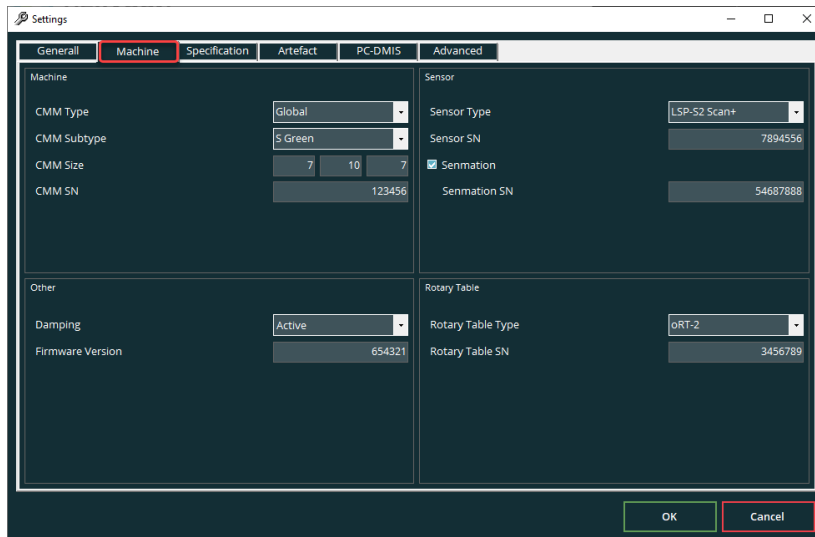 Settings
Generall Machine Specification Artefact PC-DMIS Advanced
Machine
CMM Type Global
CMM Subtype S Green
CMM Size 7 10 7
CMM SN 123456
Sensor
Sensor Type LSP-S2 Scan+
Sensor SN 7894556
Senmation
Senmation SN 54687888
Other
Damping Active
Firmware Version 654321
Rotary Table
Rotary Table Type oRT-2
Rotary Table SN 3456789
OK Cancel